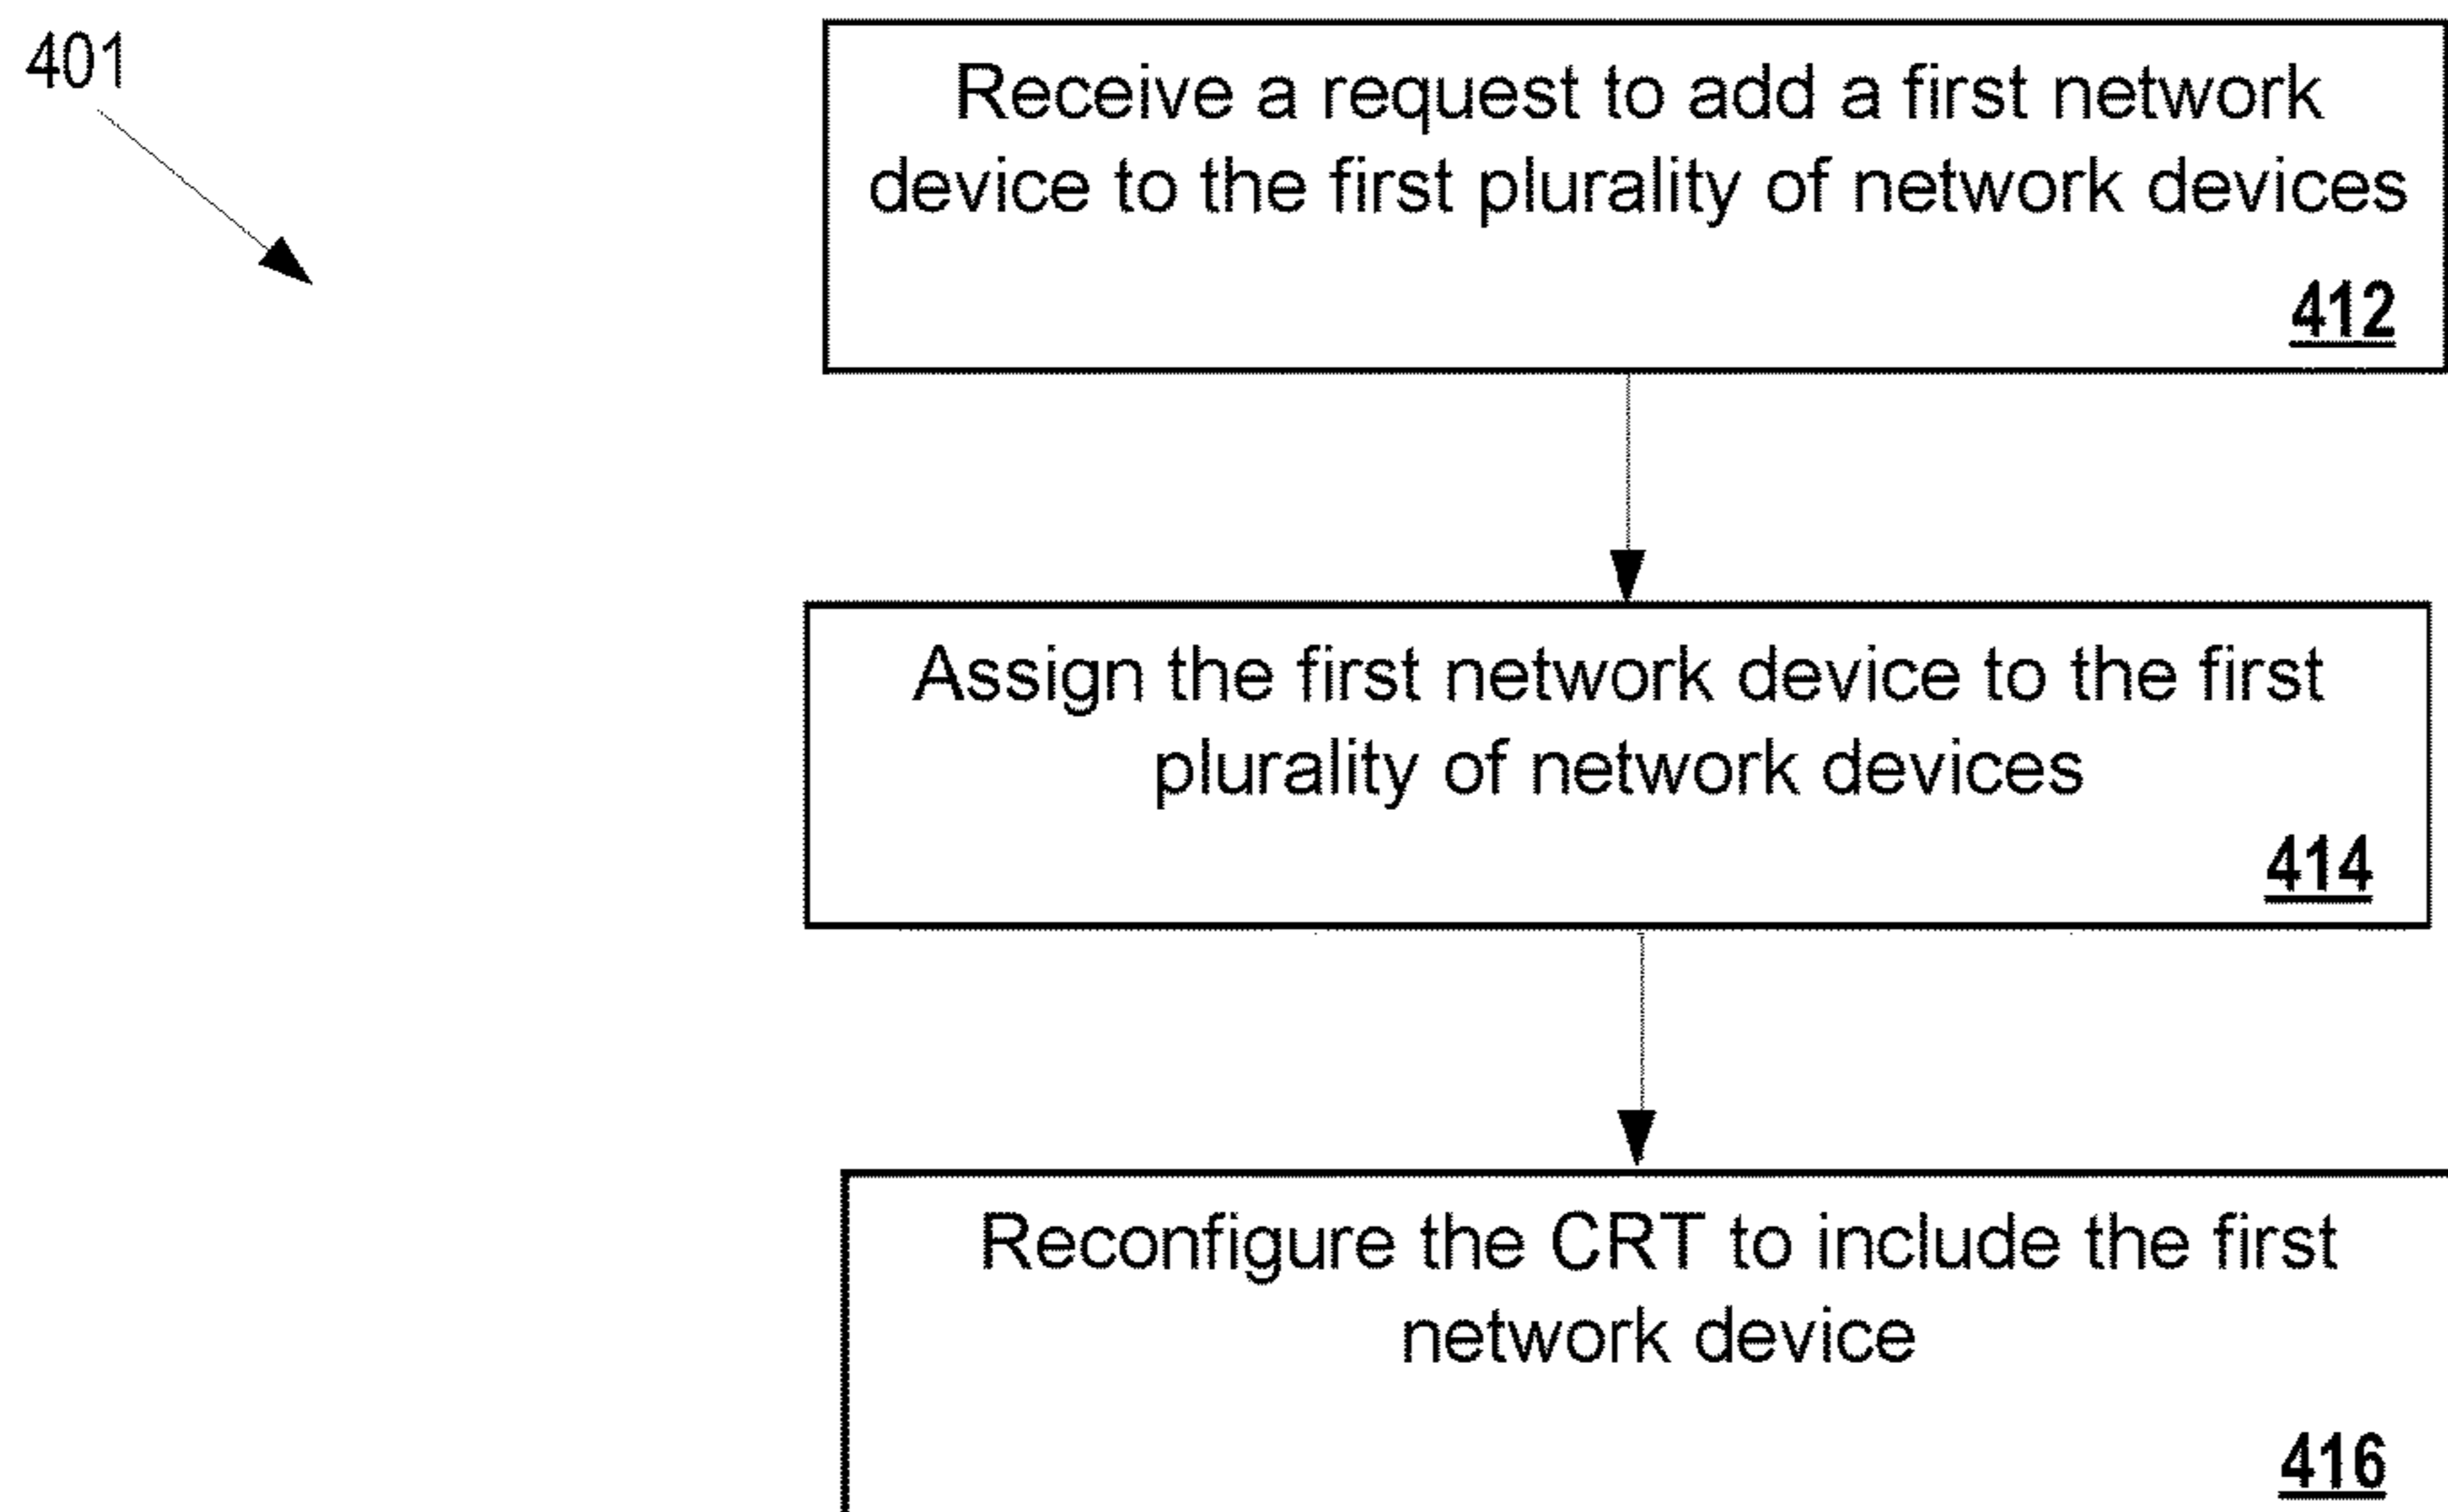 401
Receive a request to add a first network
device to the first plurality of network devices
412
Assign the first network device to the first
plurality of network devices
414
Reconfigure the CRT to include the first
network device
416